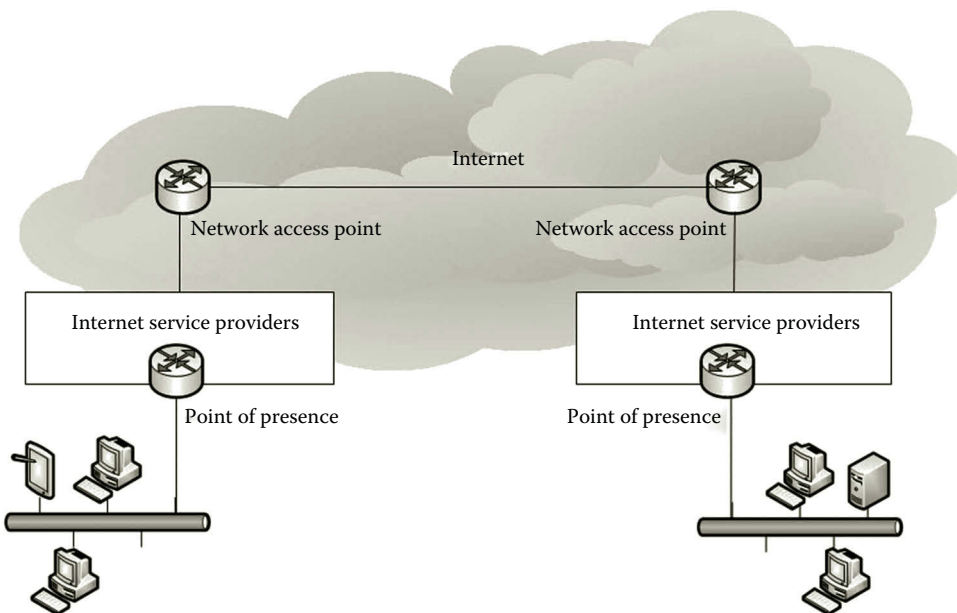 Internet
Network access point
Network access point
Internet service providers
Internet service providers
Point of presence
Point of presence